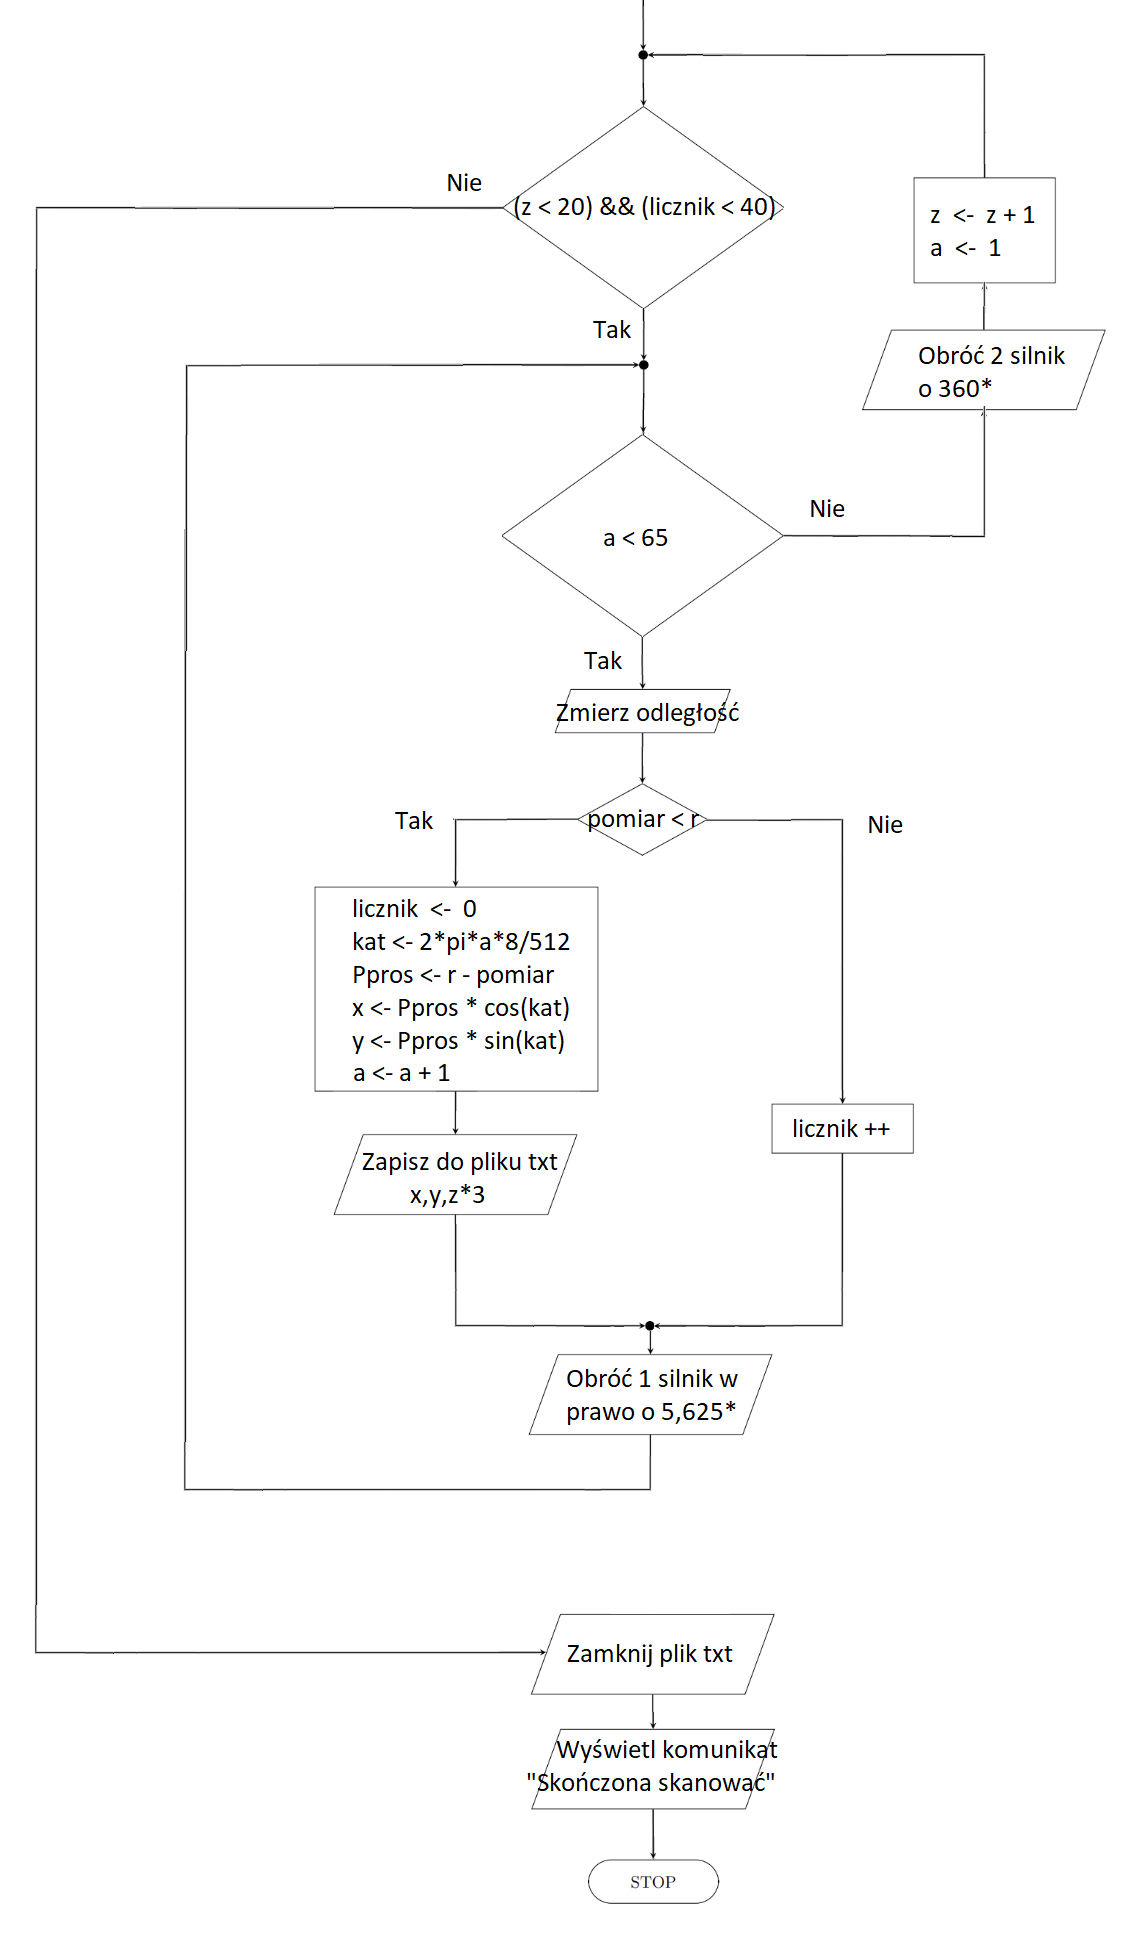 Nie
(z < 20) && (licznik < 40)
z <- z + 1
a <- 1
Tak
Obróć 2 silnik
o 360*
Nie
a < 65
Tak
Zmierz odległość
Tak
pomiar < r
Nie
licznik <- 0
kat <- 2*pi*a*8/512
Ppros <- r - pomiar
x <- Ppros * cos(kat)
y <- Ppros * sin(kat)
a <- a + 1
licznik ++
Zapisz do pliku txt
x,y,z*3
Obróć 1 silnik w
prawo o 5,625*
Zamknij plik txt
Wyświetl komunikat
"Skończona skanować"
STOP